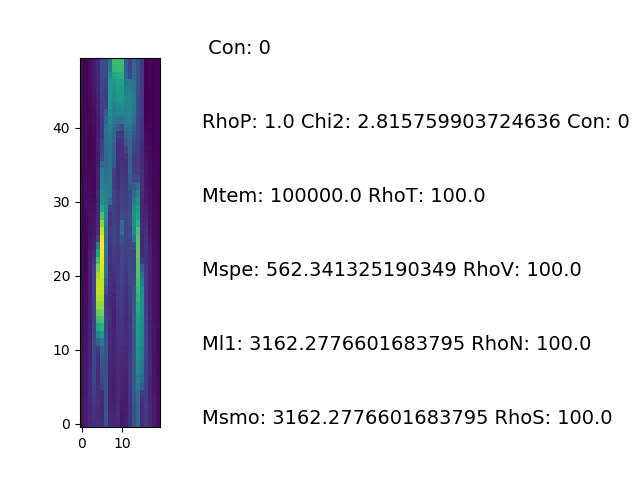 Con: 0
RhoP: 1.0 Chi2: 2.815759903724636 Con: 0
Mtem: 100000.0 RhoT: 100.0
Mspe: 562.341325190349 RhoV: 100.0
Ml1: 3162.2776601683795 RhoN: 100.0
Msmo: 3162.2776601683795 RhoS: 100.0
40
30
20
10
0
0 10